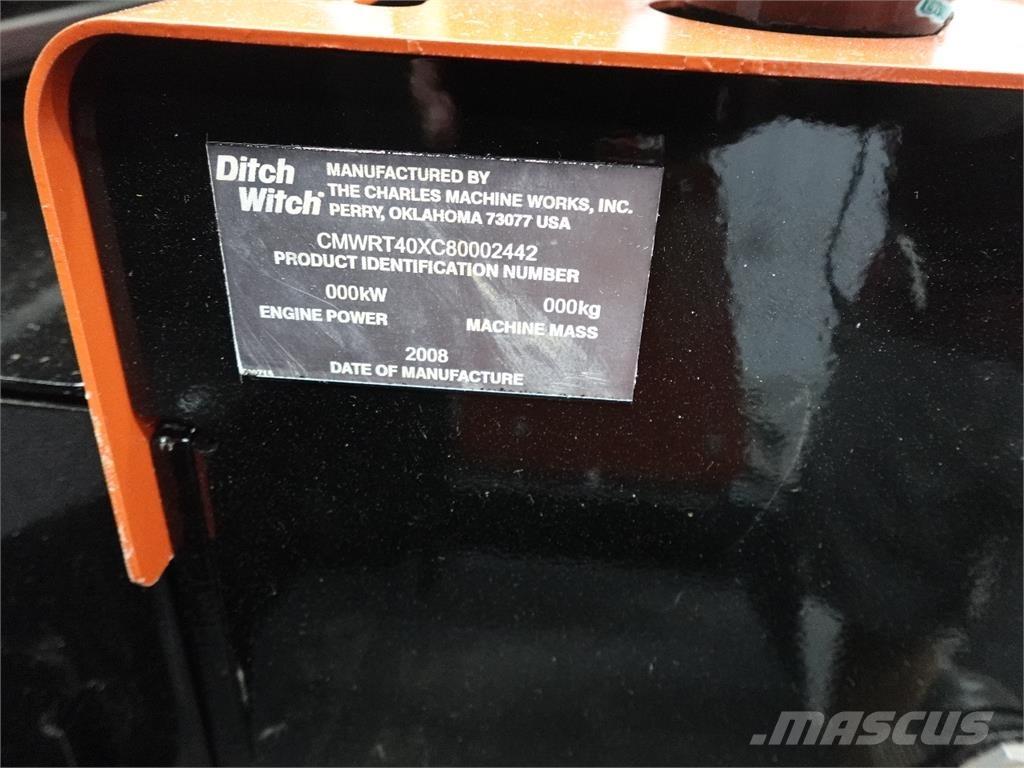 Ditch Witch®
MANUFACTURED BY
THE CHARLES MACHINE WORKS, INC.
PERRY, OKLAHOMA 73077 USA
CMWRT40XC80002442
PRODUCT IDENTIFICATION NUMBER
000kW 000kg
ENGINE POWER MACHINE MASS
2008
DATE OF MANUFACTURE
MASCUS